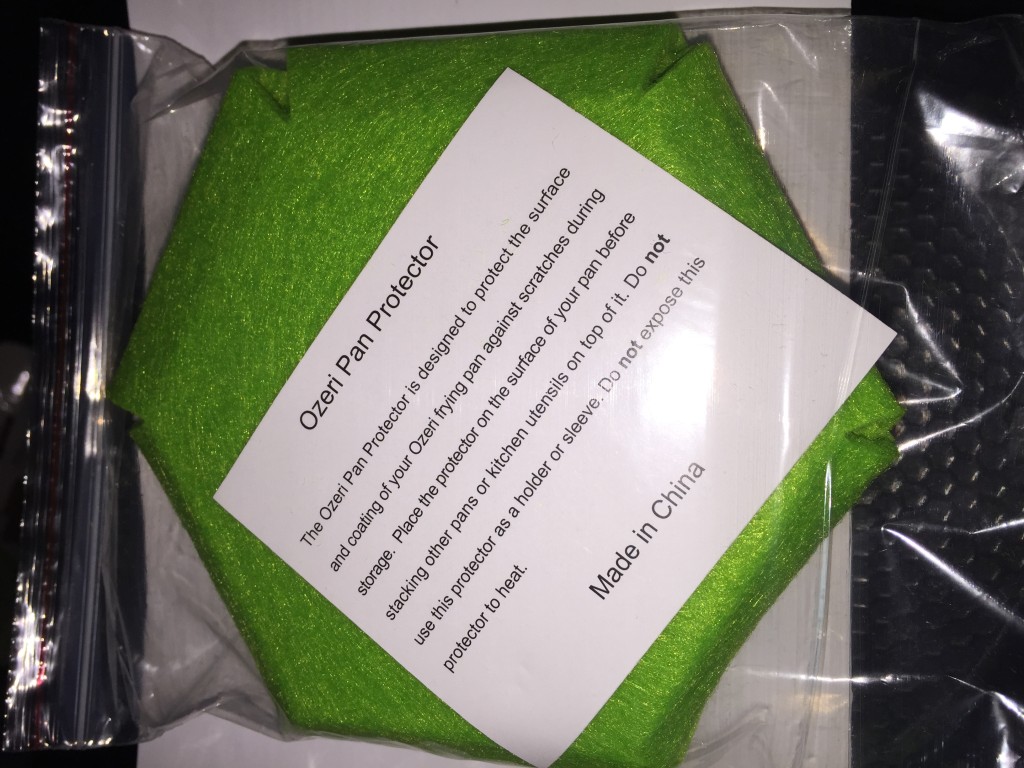 Ozeri Pan Protector
The Ozeri Pan Protector is designed to protect the surface
and coating of your Ozeri frying pan against scratches during
storage. Place the protector on the surface of your pan before
stacking other pans or kitchen utensils on top of it. Do not
use this protector as a holder or sleeve. Do not expose this
protector to heat.
Made in China